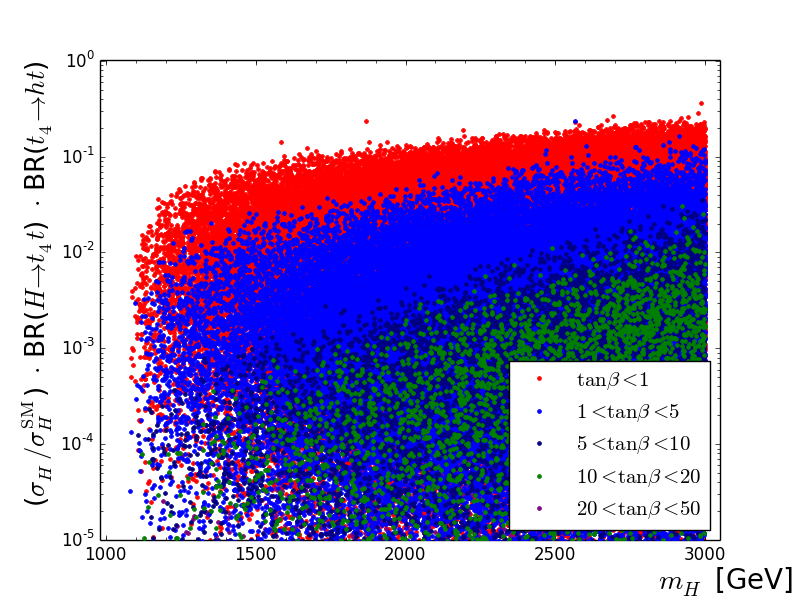 (σ_H/σ_H^SM) · BR(H→t₄t) · BR(t₄→ht)
10^0
10^-1
10^-2
10^-3
10^-4
10^-5
tanβ<1
1<tanβ<5
5<tanβ<10
10<tanβ<20
20<tanβ<50
1000 1500 2000 2500 3000
m_H [GeV]